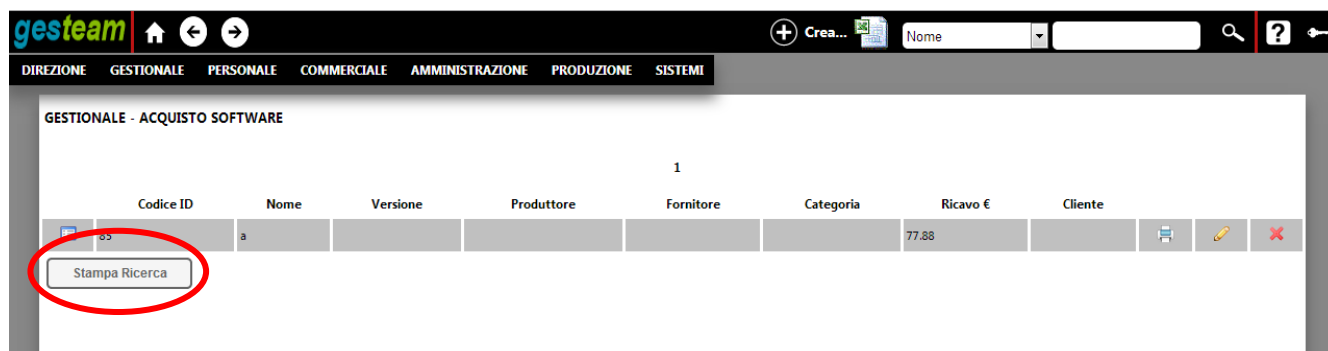 gesteam Crea... Nome ?
DIREZIONE GESTIONALE PERSONALE COMMERCIALE AMMINISTRAZIONE PRODUZIONE SISTEMI
GESTIONALE - ACQUISTO SOFTWARE
1
Codice ID Nome Versione Produttore Fornitore Categoria Ricavo € Cliente
85 a 77.88
Stampa Ricerca